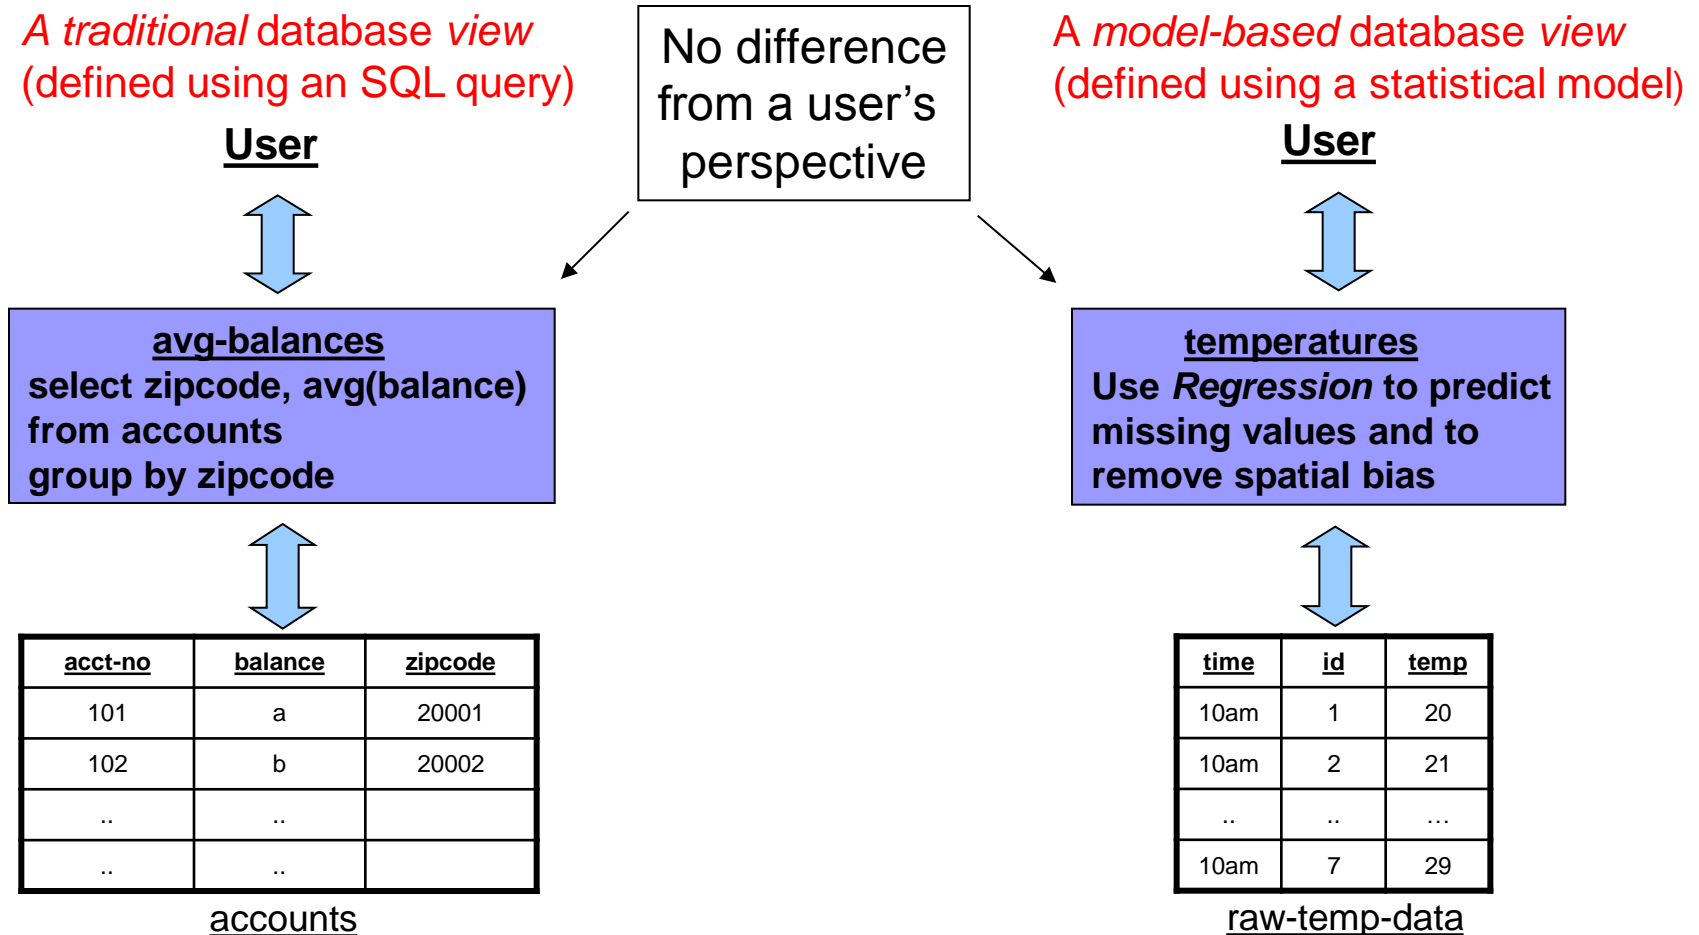 A traditional database view
(defined using an SQL query)
User
avg-balances
select zipcode, avg(balance)
from accounts
group by zipcode
acct-no balance zipcode
101 a 20001
102 b 20002
.. ..
.. ..
accounts
No difference
from a user's
perspective
A model-based database view
(defined using a statistical model)
User
temperatures
Use Regression to predict
missing values and to
remove spatial bias
time id temp
10am 1 20
10am 2 21
.. .. ...
10am 7 29
raw-temp-data